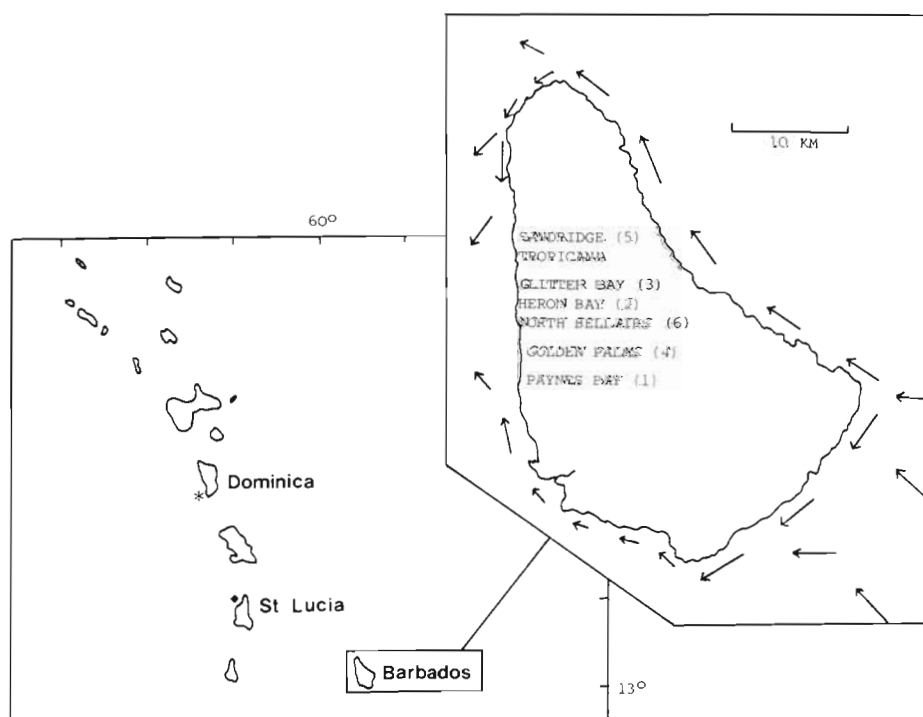 10 KM
60°
SANDRIDGE (5)
TROPICANA
GLITTER BAY (3)
HERON BAY (2)
NORTH BELLAIRS (6)
GOLDEN PALMS (4)
PAYNES BAY (1)
Dominica
*
St Lucia
Barbados
13°